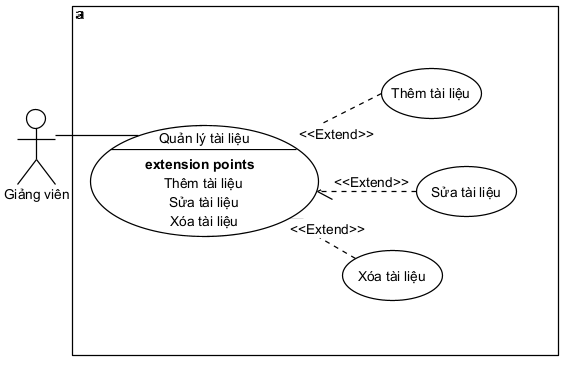 a
Thêm tài liệu
Quản lý tài liệu
<<Extend>>
extension points
Thêm tài liệu
Sửa tài liệu
Xóa tài liệu
<<Extend>>
Sửa tài liệu
Giảng viên
<<Extend>>
Xóa tài liệu